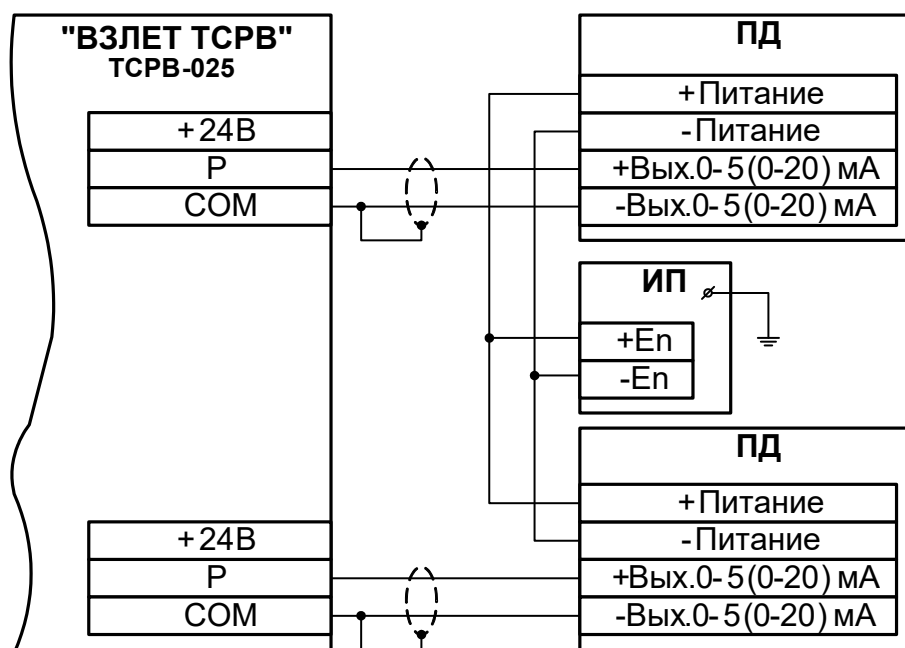 "ВЗЛЕТ ТСРВ"
ТСРВ-025
+24В
Р
СОМ
ПД
+Питание
-Питание
+Вых.0-5(0-20) мА
-Вых.0-5(0-20) мА
ИП
+Еп
-Еп
ПД
+Питание
-Питание
+Вых.0-5(0-20) мА
-Вых.0-5(0-20) мА
+24В
Р
СОМ